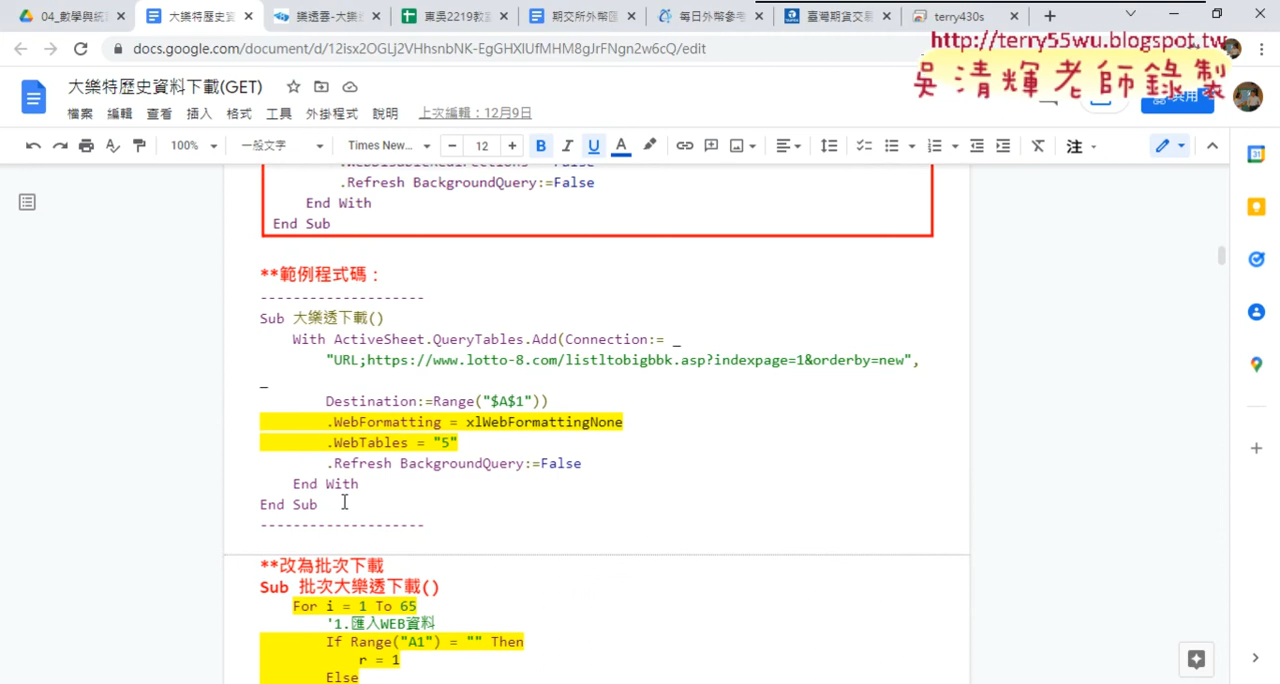 04_數學與統
大樂特歷史資
樂透雲-大樂
東吳2219教
期交所外幣匯
每日外幣參考
臺灣期貨交易
terry430s
docs.google.com/document/d/12isx2OGLj2VHhsnbNK-EgGHXlUfMHM8gJrFNgn2w6cQ/edit
http://terry55wu.blogspot.tw
吳清輝老師錄製
大樂特歷史資料下載(GET)
共用
檔案 編輯 查看 插入 格式 工具 外掛程式 說明 上次編輯：12月9日
100% 一般文字 Times New... 12 B I U A 注
.Refresh BackgroundQuery:=False
End With
End Sub
**範例程式碼：
--------------------
Sub 大樂透下載()
With ActiveSheet.QueryTables.Add(Connection:= _
"URL;https://www.lotto-8.com/listltobigbbk.asp?indexpage=1&orderby=new",
_
Destination:=Range("$A$1"))
.WebFormatting = xlWebFormattingNone
.WebTables = "5"
.Refresh BackgroundQuery:=False
End With
End Sub
--------------------
**改為批次下載
Sub 批次大樂透下載()
For i = 1 To 65
'1.匯入WEB資料
If Range("A1") = "" Then
r = 1
Else